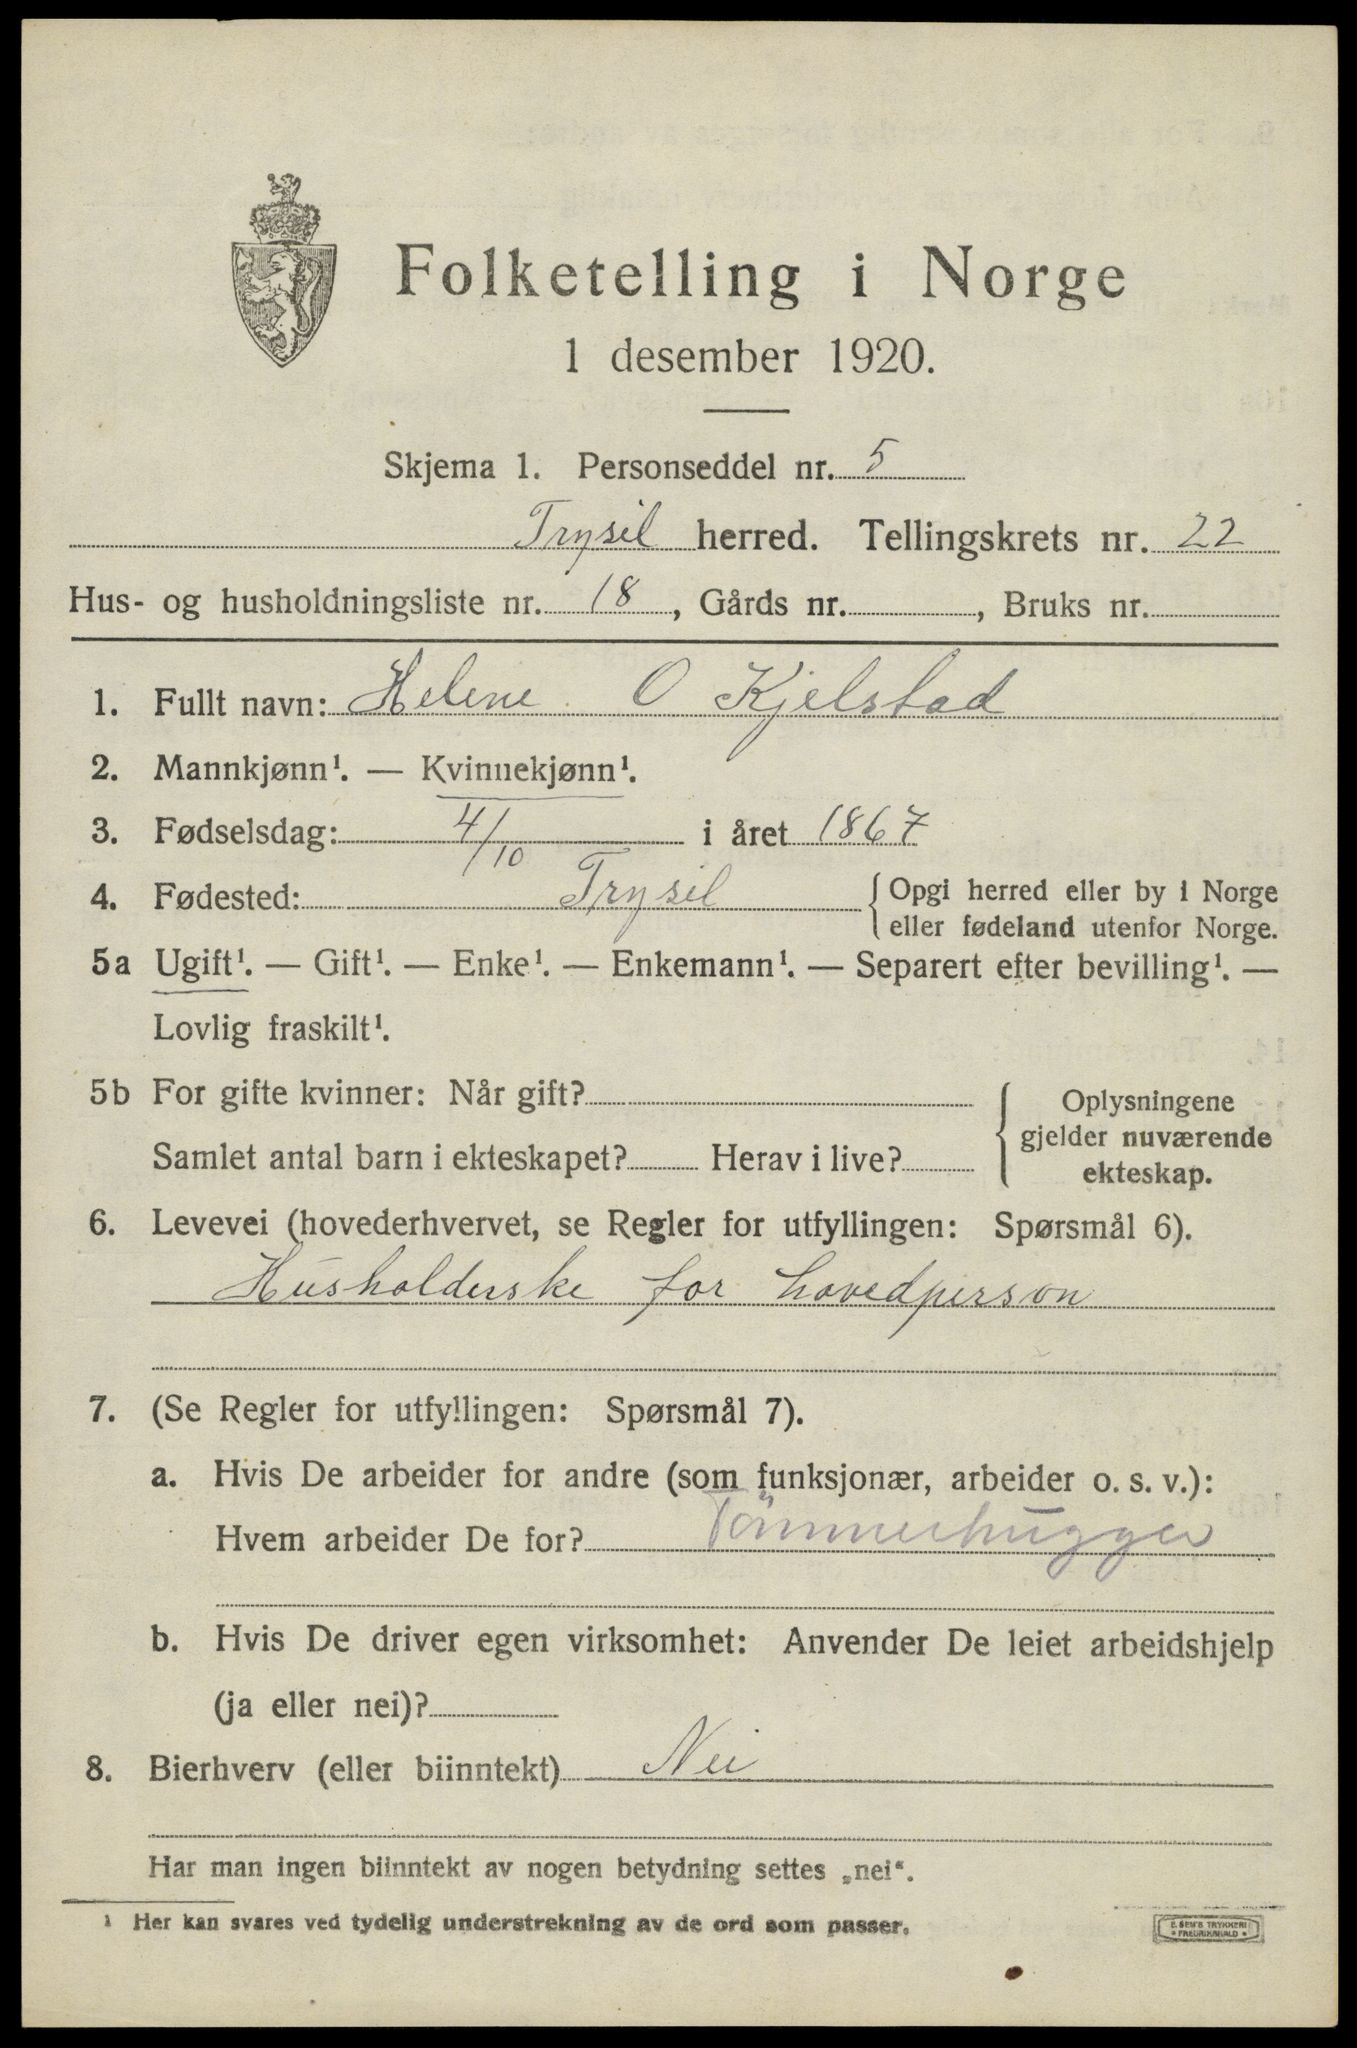 Folketelling i Norge
1 desember 1920.
Skjema 1. Personseddel nr. 5
Trysil herred. Tellingskrets nr. 22
Hus- og husholdningsliste nr. 18, Gårds nr. , Bruks nr.
1. Fullt navn: Helene O Kjelstad
2. Mannkjønn¹. — Kvinnekjønn¹.
3. Fødselsdag: 4/10 i året 1867
4. Fødested: Trysil { Opgi herred eller by i Norge
eller fødeland utenfor Norge.
5a Ugift¹. — Gift¹. — Enke¹. — Enkemann¹. — Separert efter bevilling¹. —
Lovlig fraskilt¹.
5b For gifte kvinner: Når gift?
Samlet antal barn i ekteskapet? Herav i live?
{ Oplysningene
gjelder nuværende
ekteskap.
6. Levevei (hovederhvervet, se Regler for utfyllingen: Spørsmål 6).
Husholderske for hovedperson
7. (Se Regler for utfyllingen: Spørsmål 7).
a. Hvis De arbeider for andre (som funksjonær, arbeider o. s. v.):
Hvem arbeider De for? Tømmerhugger
b. Hvis De driver egen virksomhet: Anvender De leiet arbeidshjelp
(ja eller nei)?
8. Bierhverv (eller biinntekt) Nei
Har man ingen biinntekt av nogen betydning settes „nei“.
¹ Her kan svares ved tydelig understrekning av de ord som passer.
E. SEM'S TRYKKERI
• FREDRIKSHALD •